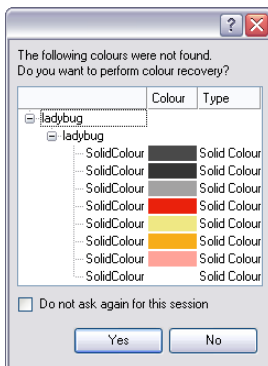 ?
The following colours were not found.
Do you want to perform colour recovery?
Colour Type
ladybug
ladybug
SolidColour Solid Colour
SolidColour Solid Colour
SolidColour Solid Colour
SolidColour Solid Colour
SolidColour Solid Colour
SolidColour Solid Colour
SolidColour Solid Colour
SolidColour Solid Colour
Do not ask again for this session
Yes No